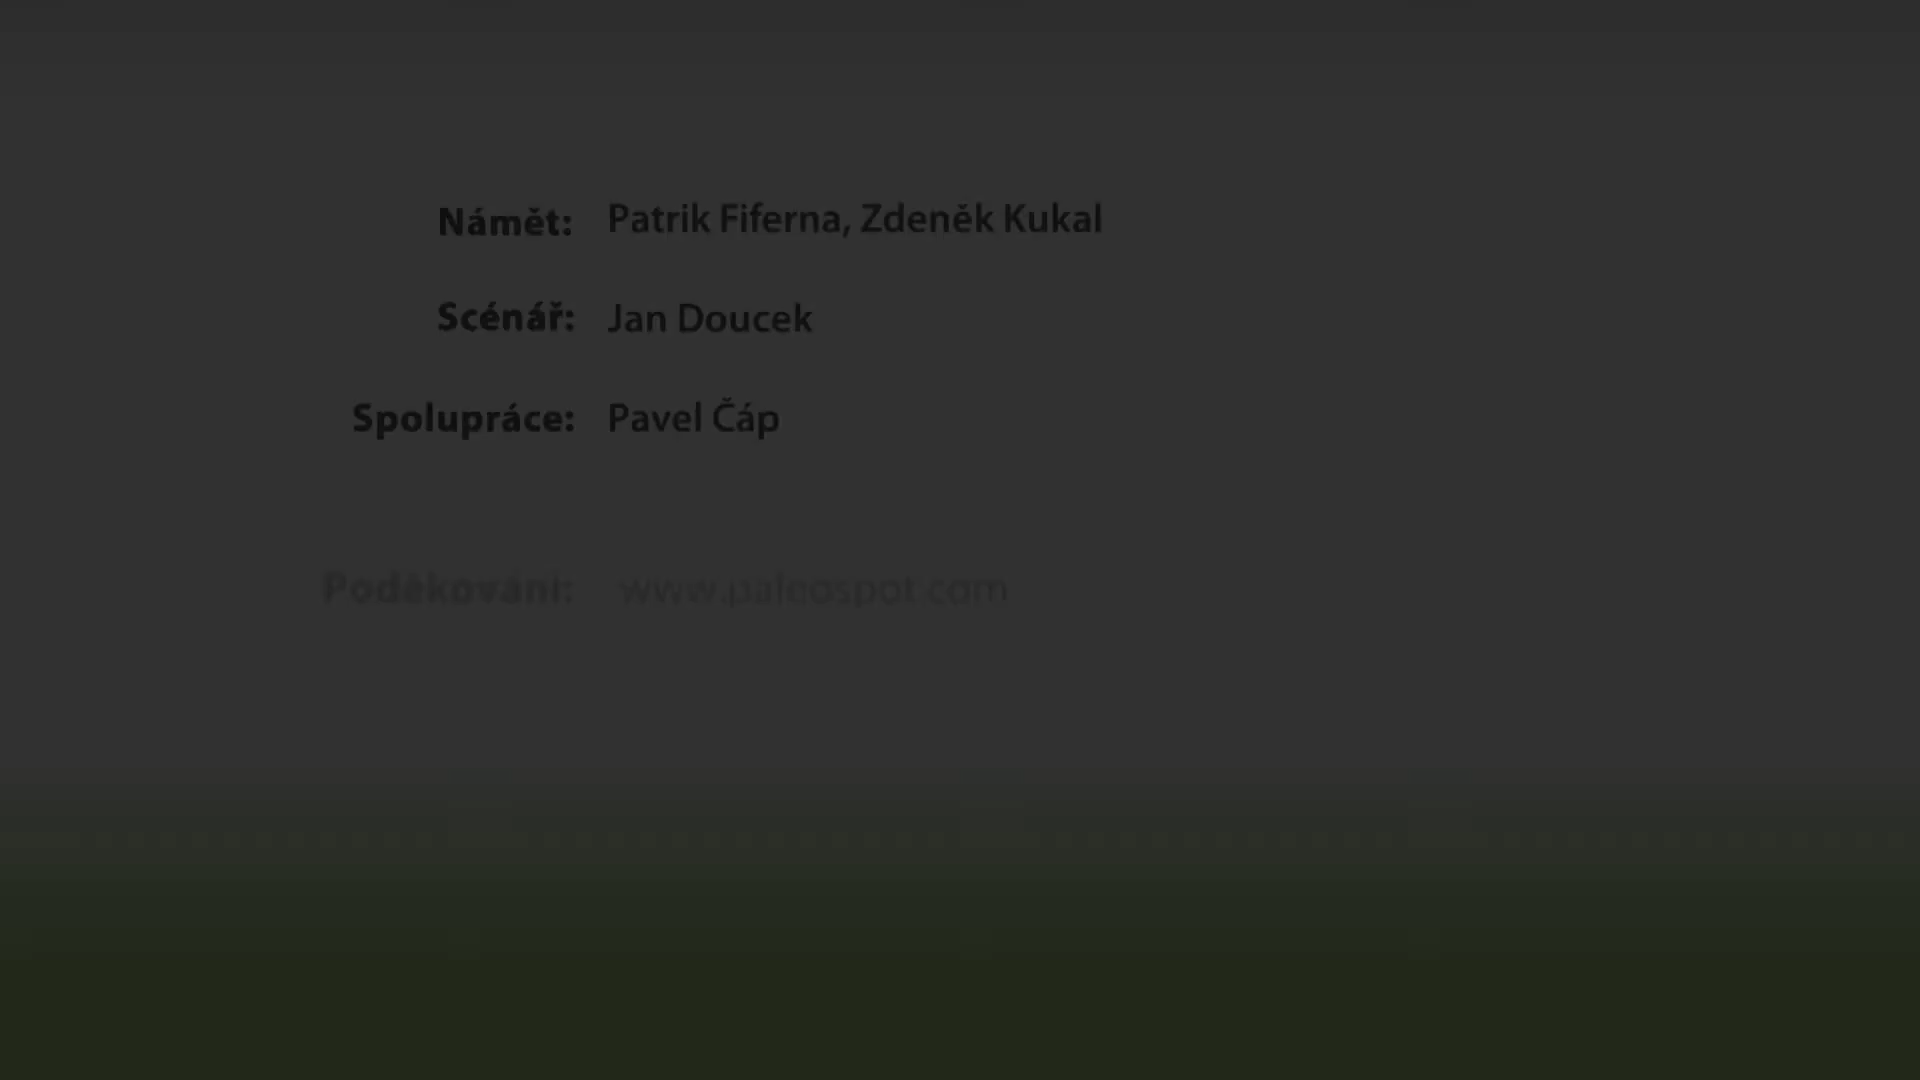 Námět: Patrik Fiferna, Zdeněk Kukal
Scénář: Jan Doucek
Spolupráce: Pavel Čáp
Poděkování: www.paleospot.com